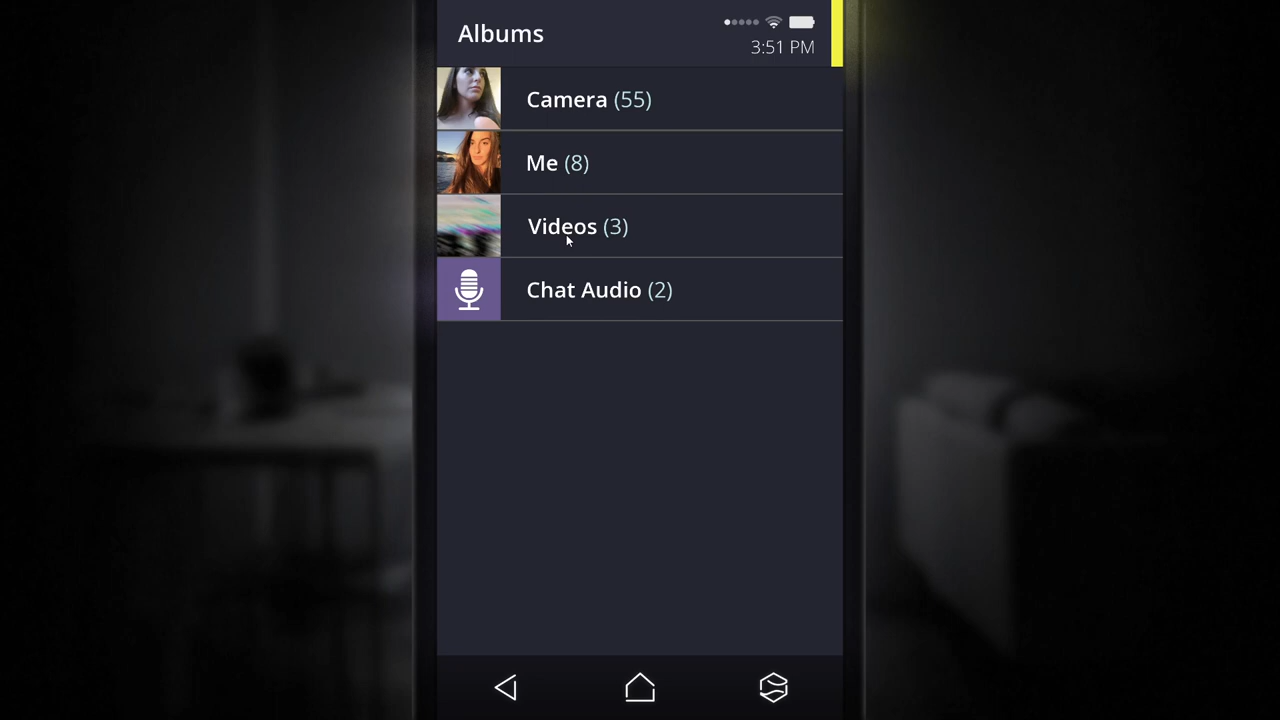 Albums
3:51 PM
Camera (55)
Me (8)
Videos (3)
Chat Audio (2)